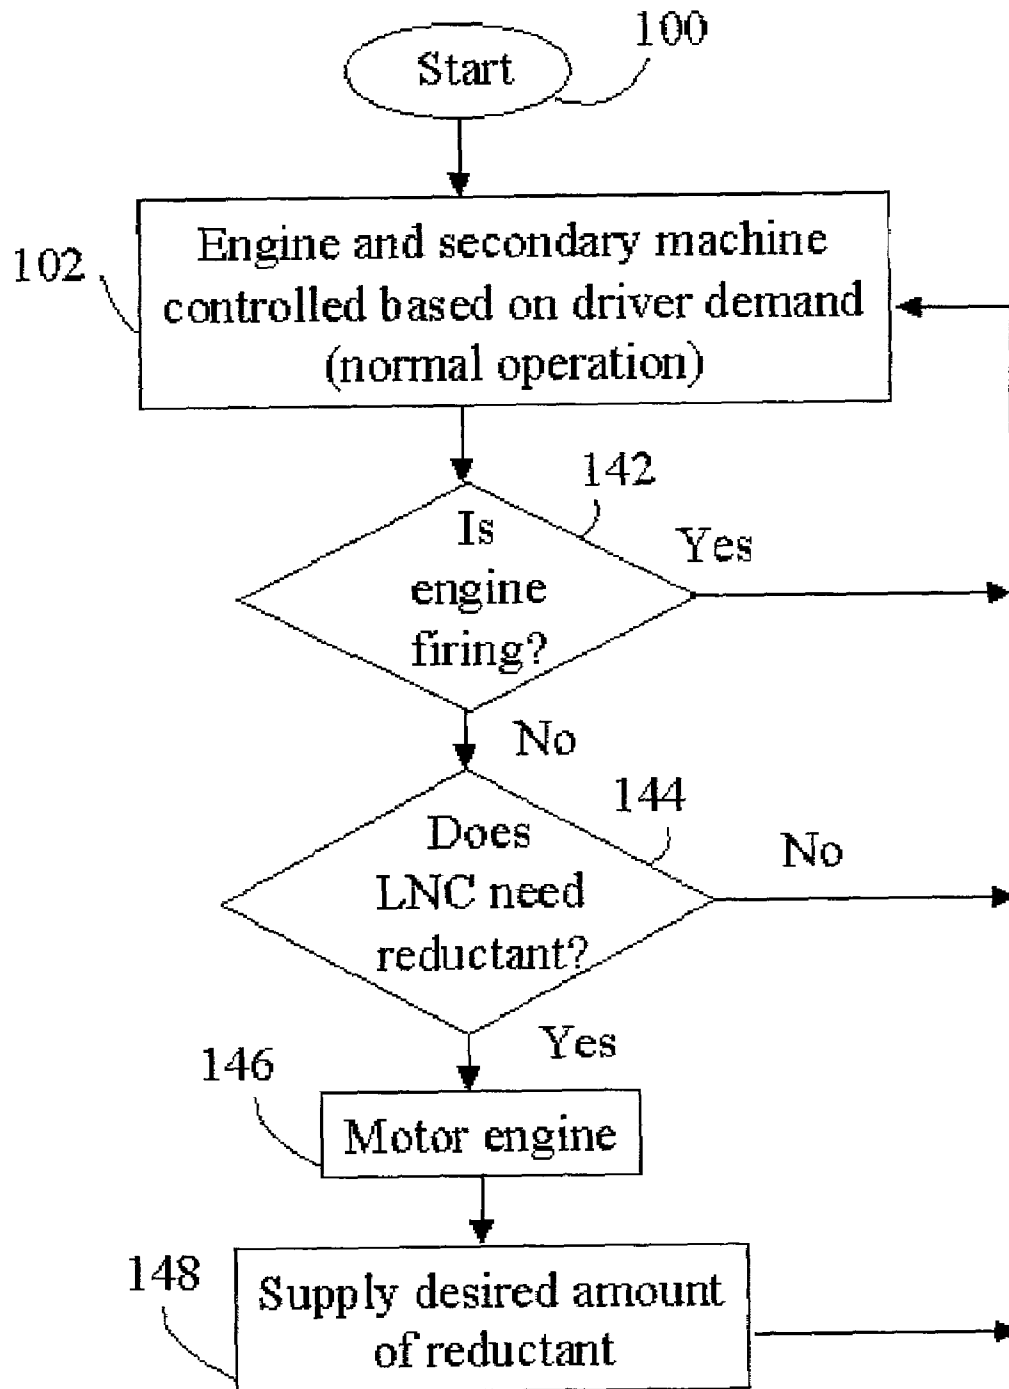 100
Start
Engine and secondary machine
102
controlled based on driver demand
(normal operation)
142
Is
engine
firing?
Yes
No
144
Does
LNC need
reductant?
No
Yes
146
Motor engine
148
Supply desired amount
of reductant